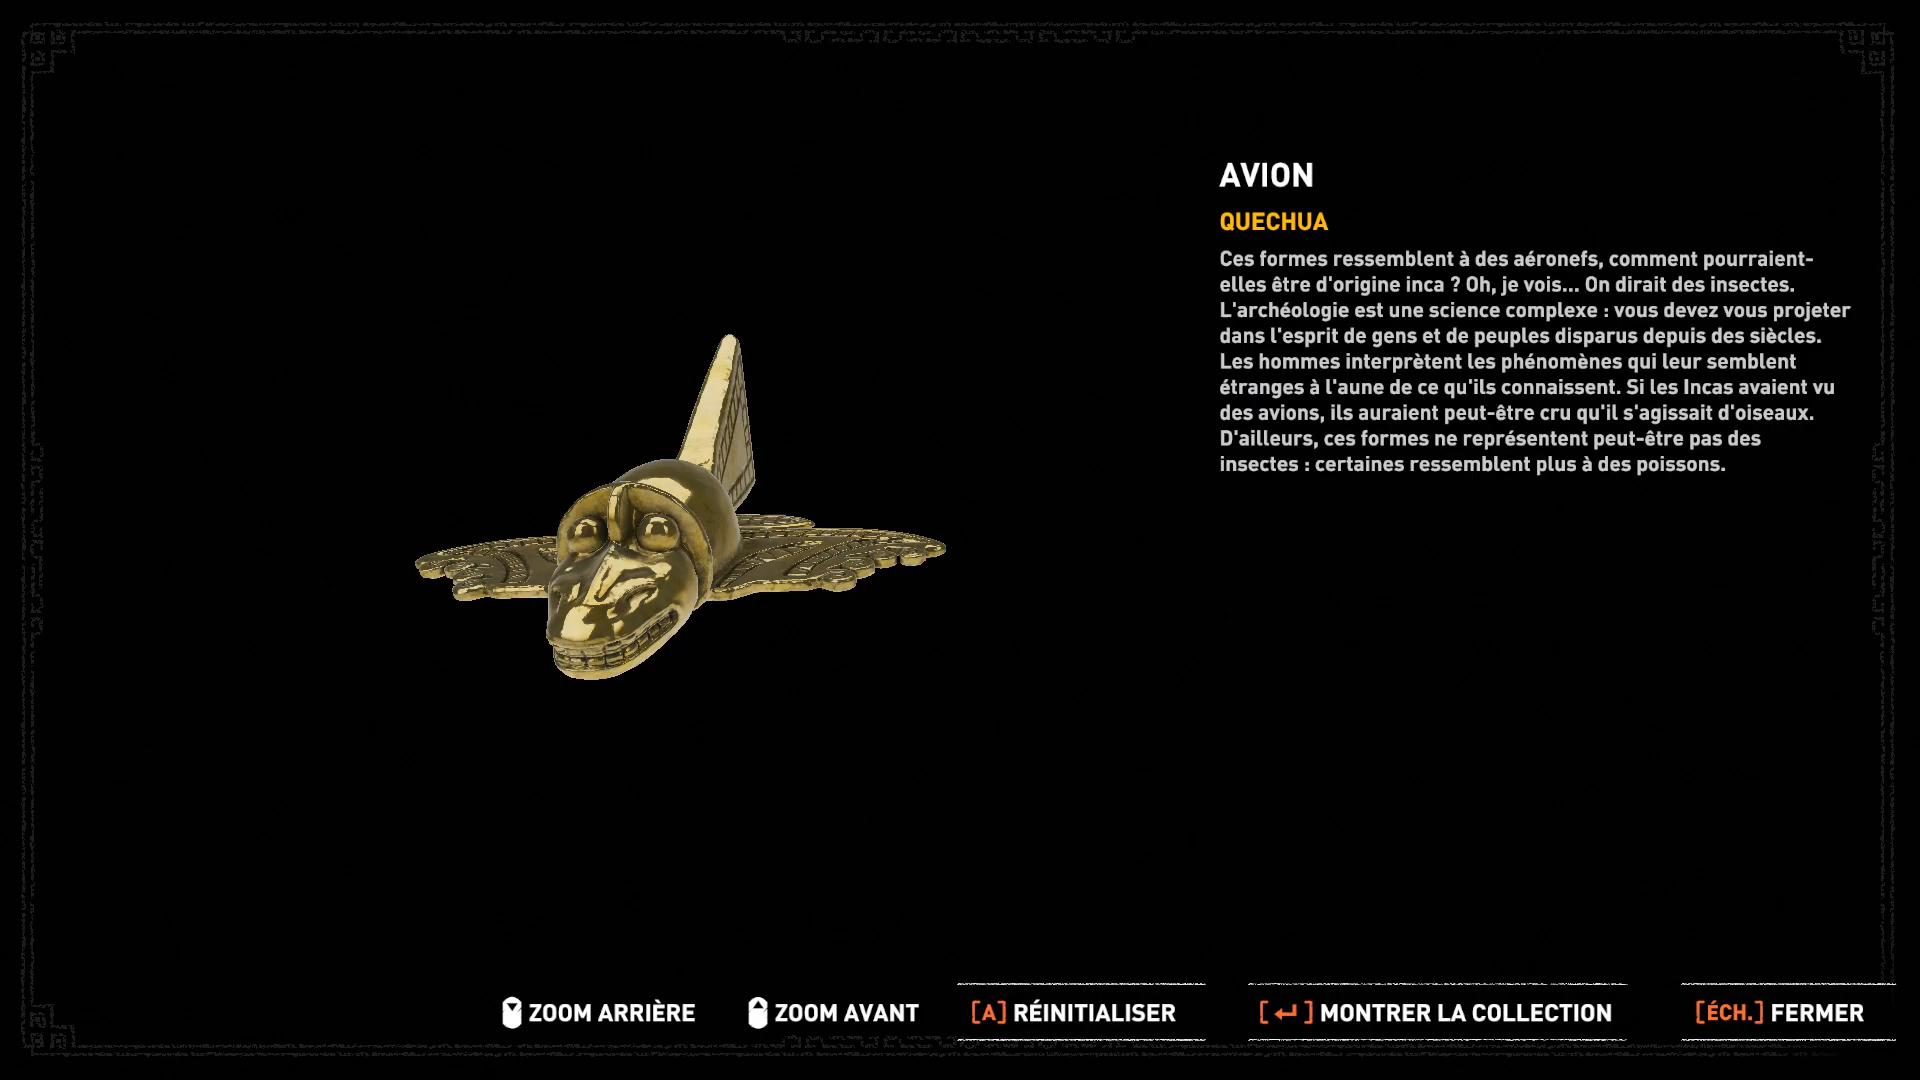 AVION
QUECHUA
Ces formes ressemblent à des aéronefs, comment pourraient-
elles être d'origine inca ? Oh, je vois... On dirait des insectes.
L'archéologie est une science complexe : vous devez vous projeter
dans l'esprit de gens et de peuples disparus depuis des siècles.
Les hommes interprètent les phénomènes qui leur semblent
étranges à l'aune de ce qu'ils connaissent. Si les Incas avaient vu
des avions, ils auraient peut-être cru qu'il s'agissait d'oiseaux.
D'ailleurs, ces formes ne représentent peut-être pas des
insectes : certaines ressemblent plus à des poissons.
ZOOM ARRIÈRE ZOOM AVANT [A] RÉINITIALISER [↵] MONTRER LA COLLECTION [ÉCH.] FERMER